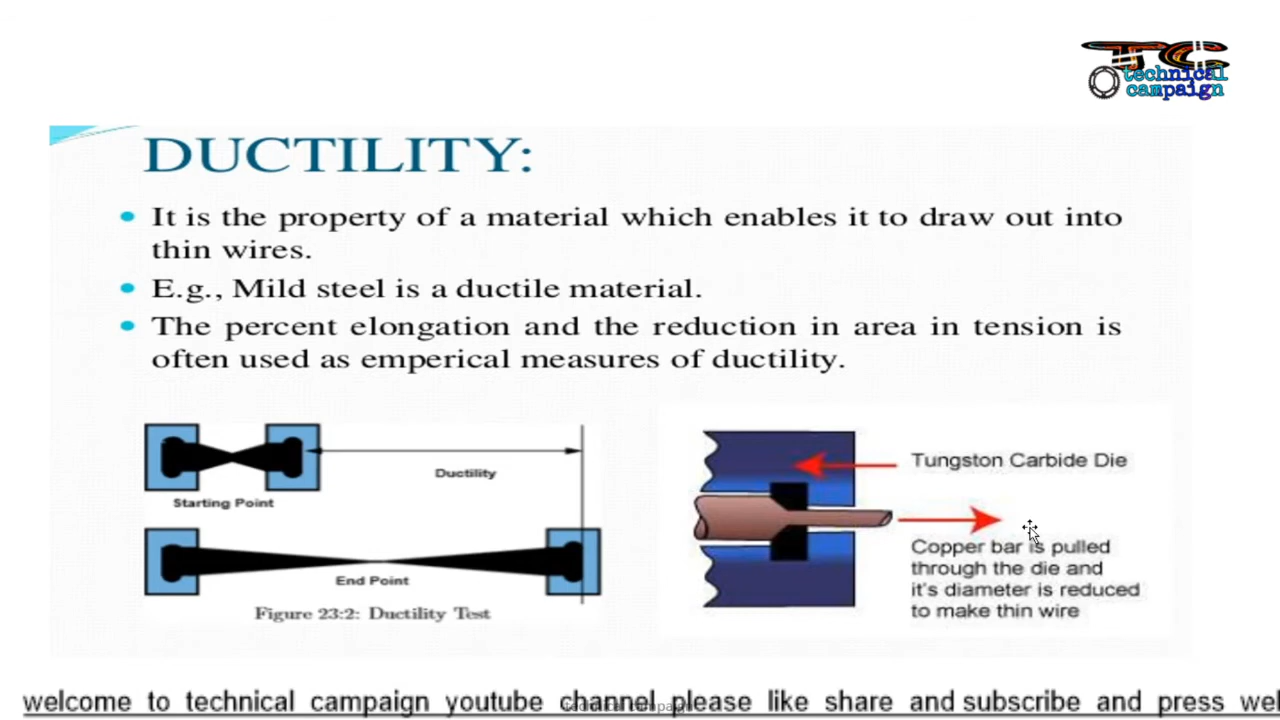 TC
technical
campaign
DUCTILITY:
It is the property of a material which enables it to draw out into
thin wires.
E.g., Mild steel is a ductile material.
The percent elongation and the reduction in area in tension is
often used as emperical measures of ductility.
Ductility
Starting Point
End Point
Figure 23:2: Ductility Test
Tungston Carbide Die
Copper bar is pulled
through the die and
it's diameter is reduced
to make thin wire
welcome to technical campaign youtube channel please like share and subscribe and press wel
technical campaign